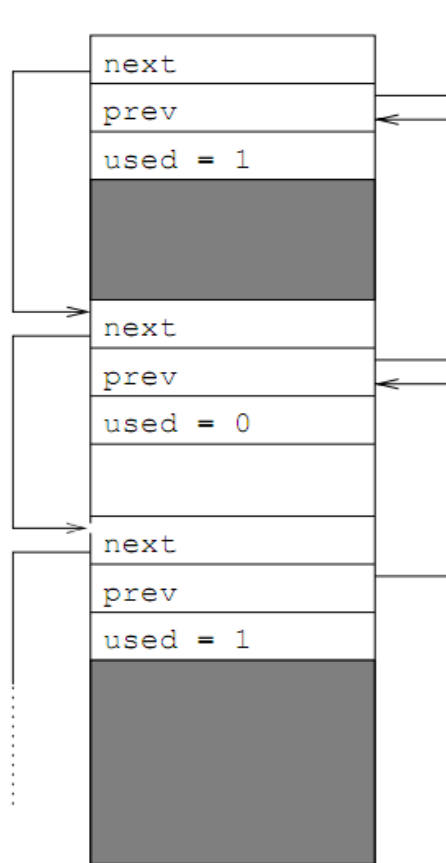 next
prev
used = 1
next
prev
used = 0
next
prev
used = 1